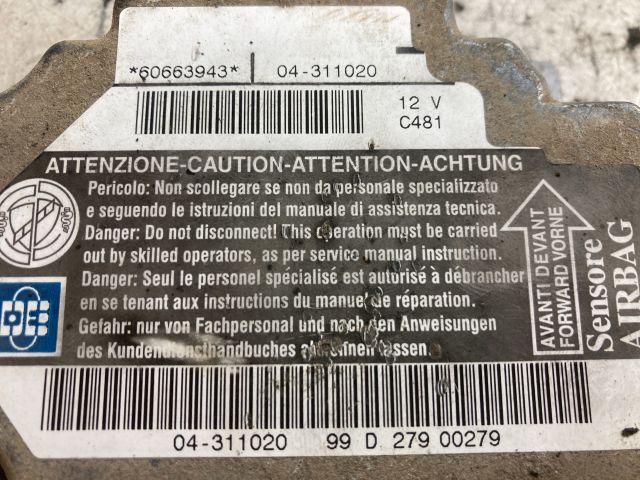 *60663943* 04-311020
12 V
C481
ATTENZIONE-CAUTION-ATTENTION-ACHTUNG
Pericolo: Non scollegare se non da personale specializzato
e seguendo le istruzioni del manuale di assistenza tecnica.
Danger: Do not disconnect! This operation must be carried
out by skilled operators, as per service manual instruction.
Danger: Seul le personel spécialisé est autorisé à débrancher
en se tenant aux instructions du manuel de réparation.
Gefahr: nur von Fachpersonal und nach den Anweisungen
des Kundendiensthandbuches
AVANTI DEVANT
FORWARD VORNE
Sensore
AIRBAG
04-311020 99 D 279 00279